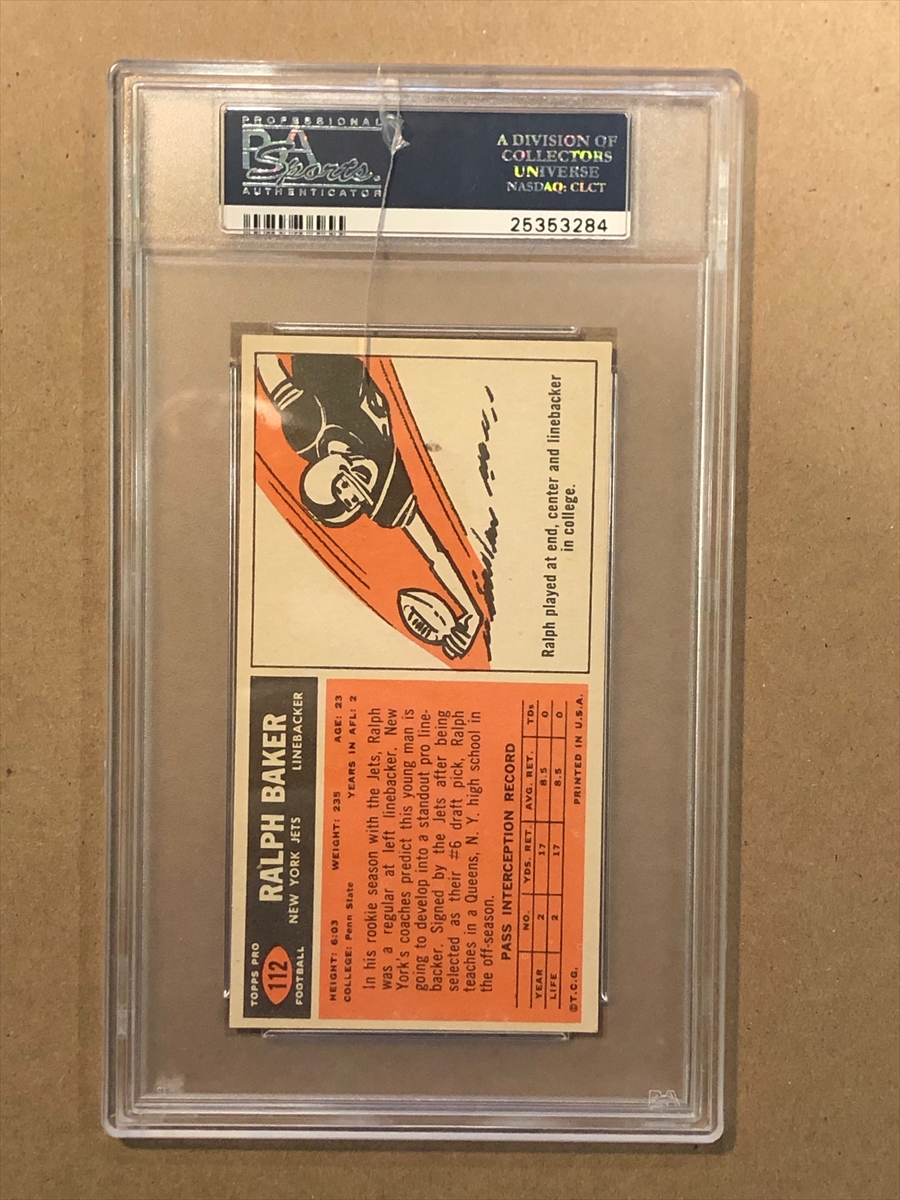 PROFESSIONAL
PSA
Sports.
AUTHENTICATOR
A DIVISION OF
COLLECTORS
UNIVERSE
NASDAQ: CLCT
25353284
Ralph played at end, center and linebacker
in college.
TOPPS PRO
112
FOOTBALL
RALPH BAKER
NEW YORK JETS LINEBACKER
HEIGHT: 6:03 WEIGHT: 235 AGE: 23
COLLEGE: Penn State YEARS IN AFL: 2
In his rookie season with the Jets, Ralph
was a regular at left linebacker. New
York's coaches predict this young man is
going to develop into a standout pro line-
backer. Signed by the Jets after being
selected as their #6 draft pick, Ralph
teaches in a Queens, N. Y. high school in
the off-season.
PASS INTERCEPTION RECORD
NO. YDS. RET. AVG. RET. TDs
YEAR 2 17 8.5 0
LIFE 2 17 8.5 0
©T.C.G. PRINTED IN U.S.A.
PSA